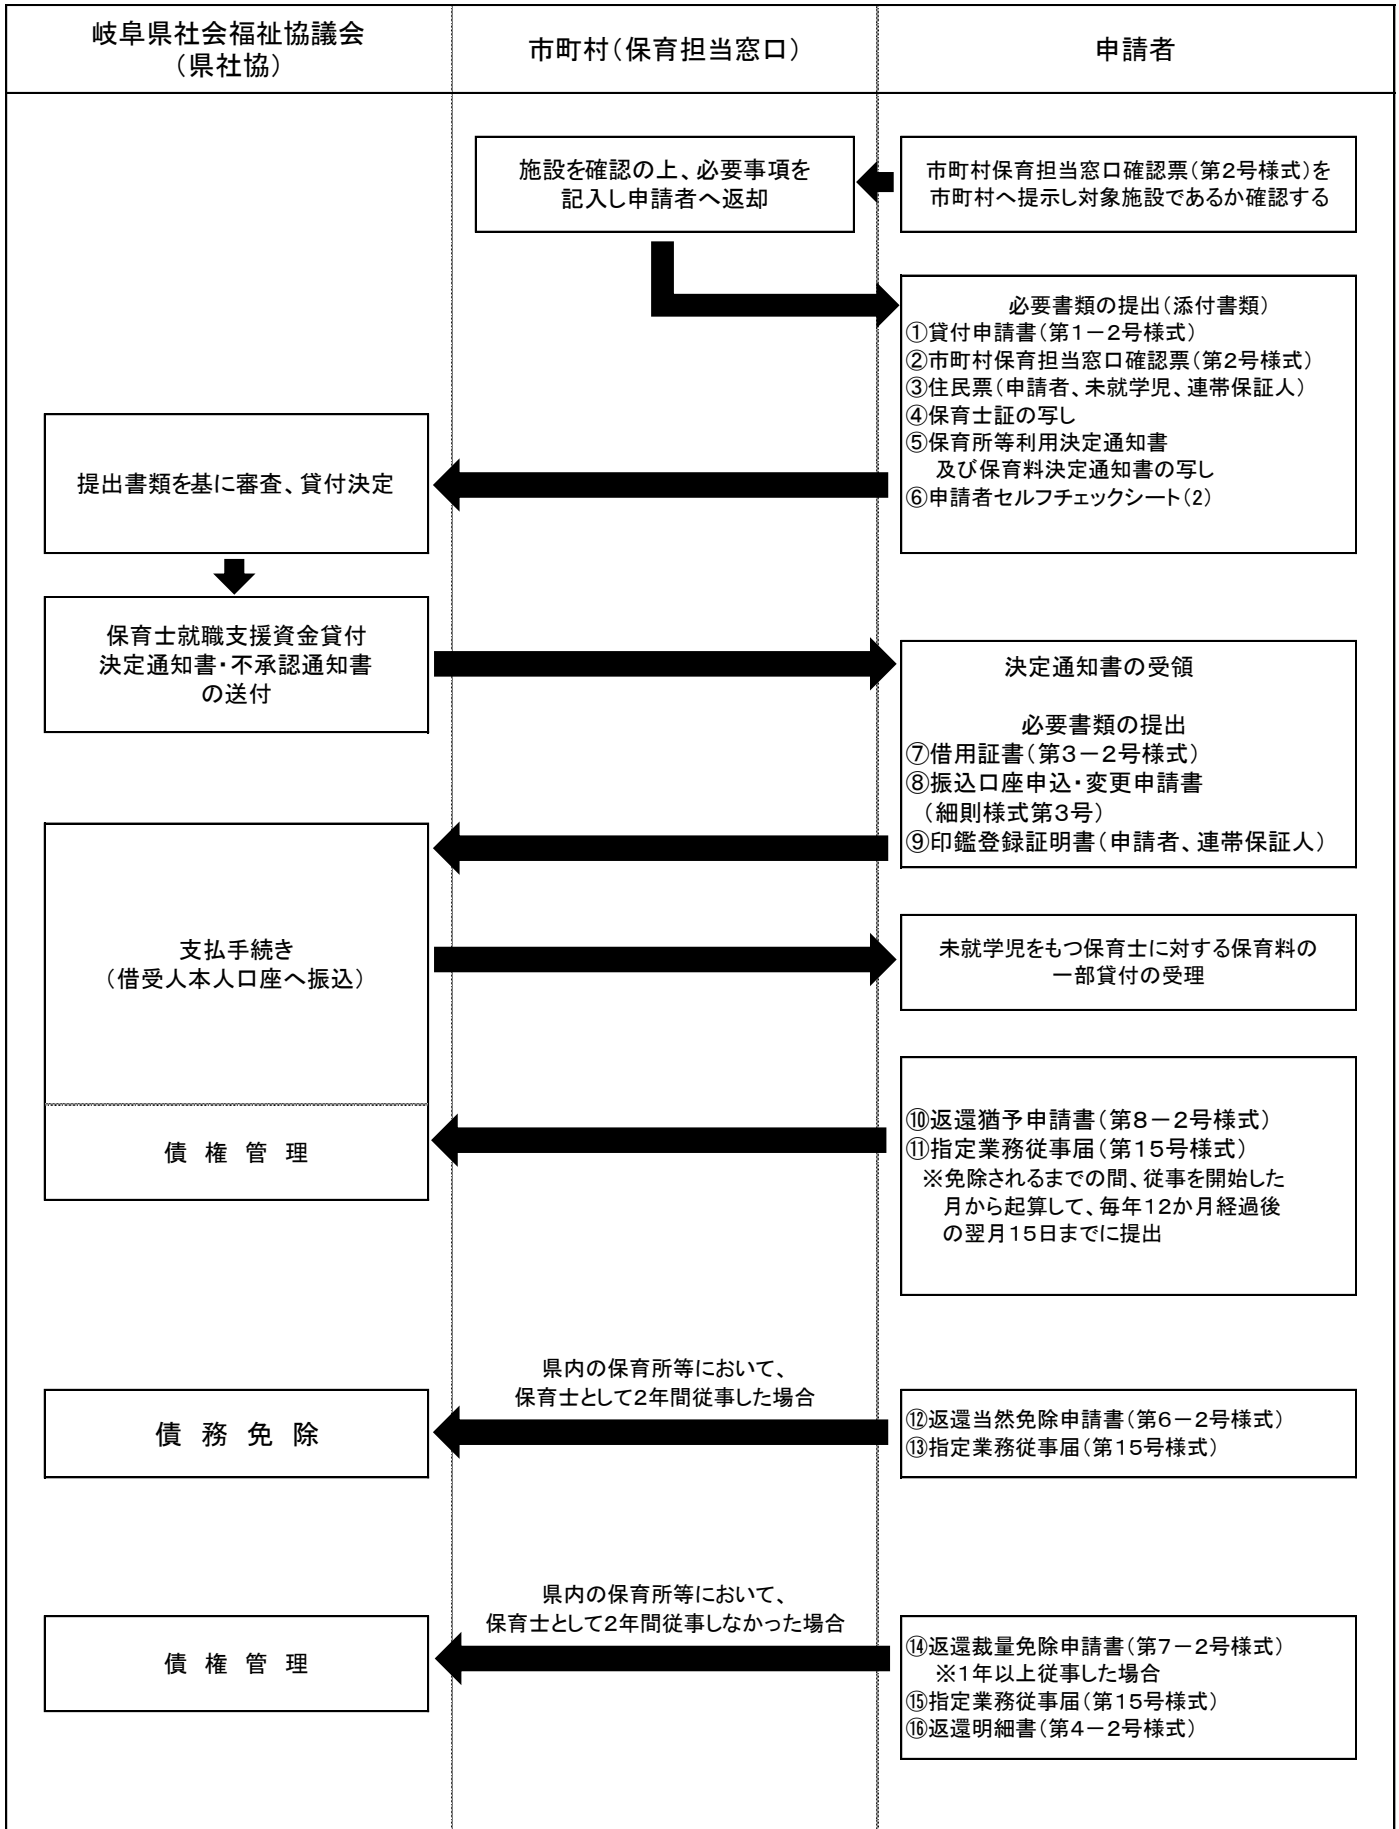 岐阜県社会福祉協議会
（県社協）
市町村（保育担当窓口）
申請者
施設を確認の上、必要事項を
記入し申請者へ返却
市町村保育担当窓口確認票（第２号様式）を
市町村へ提示し対象施設であるか確認する
必要書類の提出（添付書類）
①貸付申請書（第１－２号様式）
②市町村保育担当窓口確認票（第２号様式）
③住民票（申請者、未就学児、連帯保証人）
④保育士証の写し
⑤保育所等利用決定通知書
及び保育料決定通知書の写し
⑥申請者セルフチェックシート（２）
提出書類を基に審査、貸付決定
保育士就職支援資金貸付
決定通知書・不承認通知書
の送付
決定通知書の受領
必要書類の提出
⑦借用証書（第３－２号様式）
⑧振込口座申込・変更申請書
（細則様式第３号）
⑨印鑑登録証明書（申請者、連帯保証人）
支払手続き
（借受人本人口座へ振込）
未就学児をもつ保育士に対する保育料の
一部貸付の受理
債 権 管 理
⑩返還猶予申請書（第８－２号様式）
⑪指定業務従事届（第１５号様式）
※免除されるまでの間、従事を開始した
月から起算して、毎年１２か月経過後
の翌月１５日までに提出
県内の保育所等において、
保育士として２年間従事した場合
債 務 免 除
⑫返還当然免除申請書（第６－２号様式）
⑬指定業務従事届（第１５号様式）
県内の保育所等において、
保育士として２年間従事しなかった場合
債 権 管 理
⑭返還裁量免除申請書（第７－２号様式）
※１年以上従事した場合
⑮指定業務従事届（第１５号様式）
⑯返還明細書（第４－２号様式）